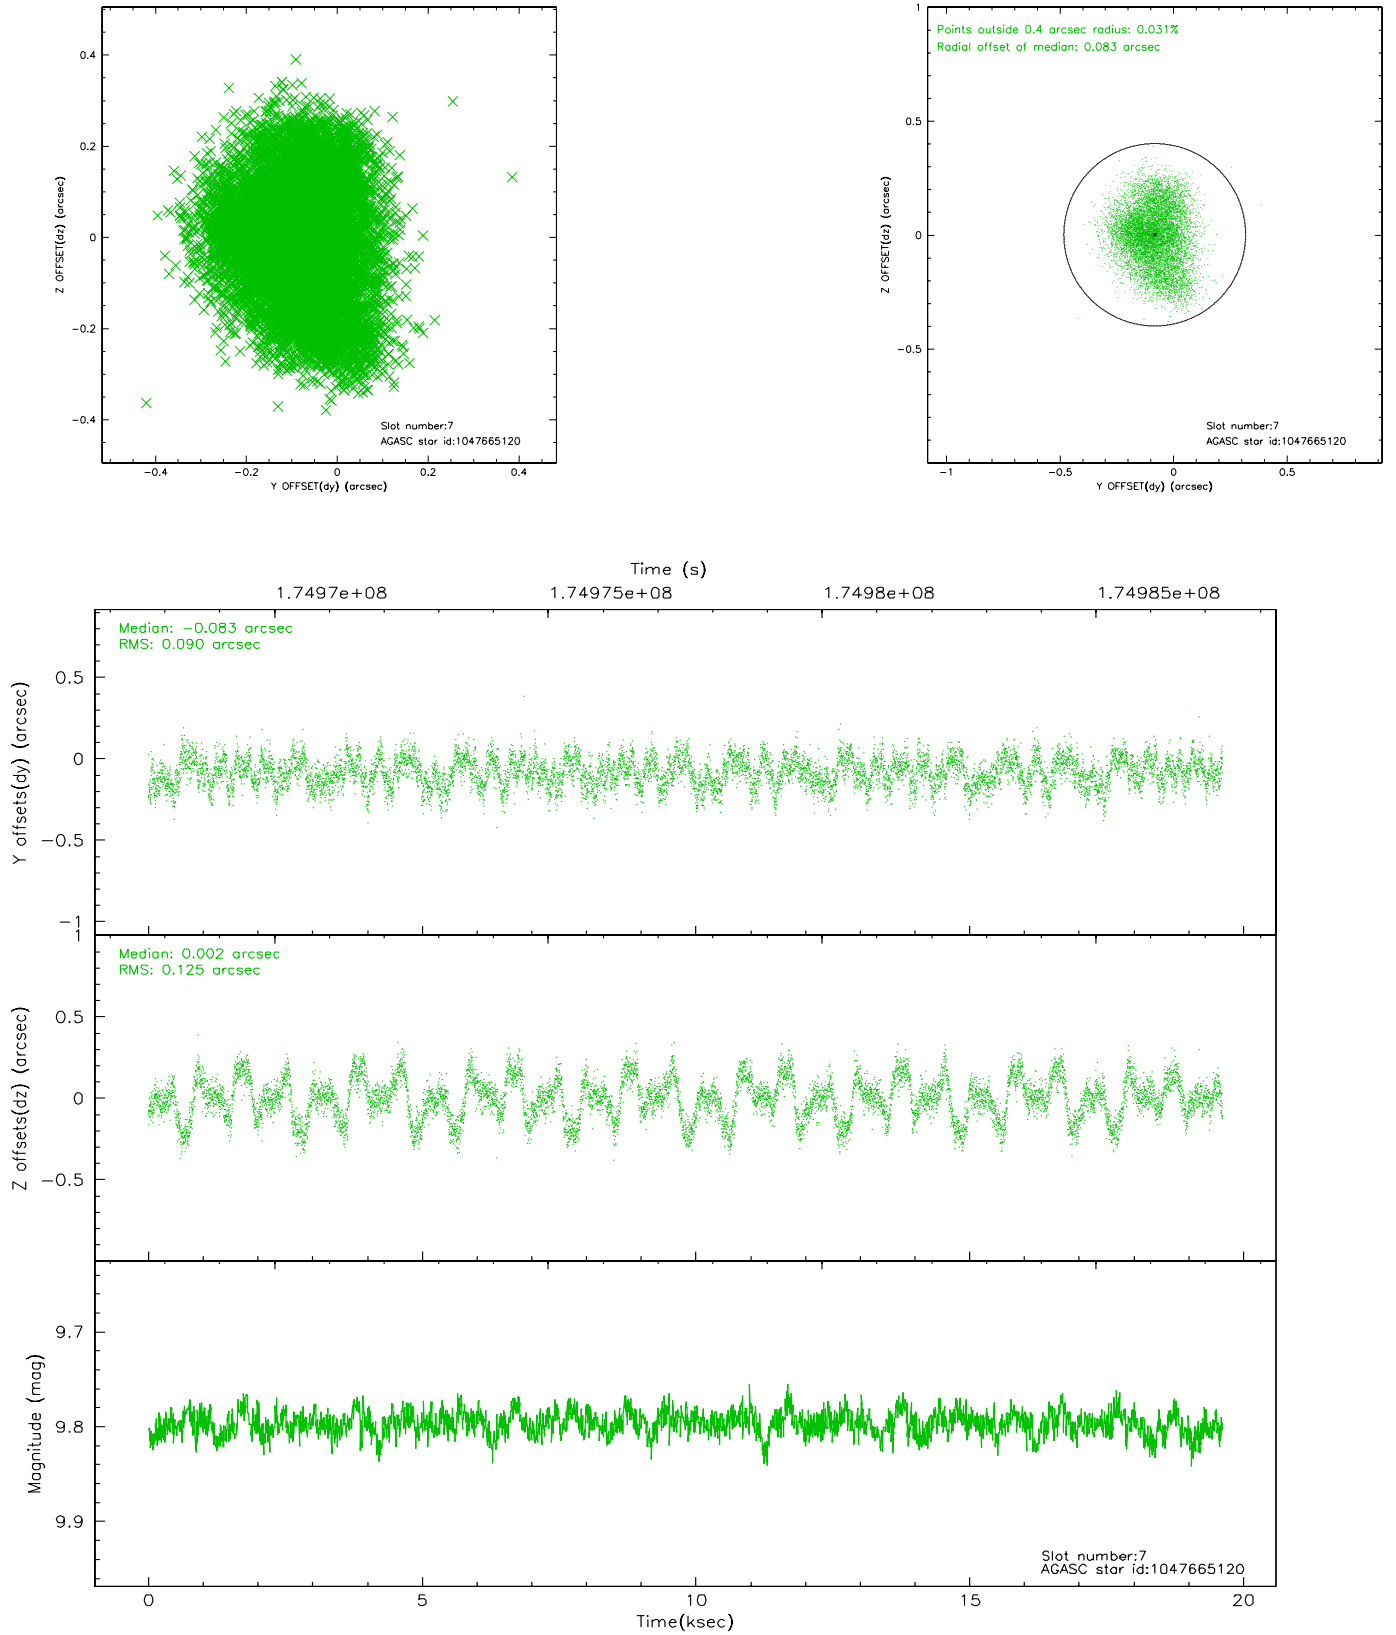 0.4
0.2
0
−0.2
−0.4
Z OFFSET(dz) (arcsec)
−0.4
−0.2
0
0.2
0.4
Y OFFSET(dy) (arcsec)
Slot number:7
AGASC star id:1047665120
1
0.5
0
−0.5
Z OFFSET(dz) (arcsec)
−1
−0.5
0
0.5
Y OFFSET(dy) (arcsec)
Points outside 0.4 arcsec radius: 0.031%
Radial offset of median: 0.083 arcsec
Slot number:7
AGASC star id:1047665120
Time (s)
1.7497e+08
1.74975e+08
1.7498e+08
1.74985e+08
Median: −0.083 arcsec
RMS: 0.090 arcsec
0.5
0
−0.5
−1
Y offsets(dy) (arcsec)
1
Median: 0.002 arcsec
RMS: 0.125 arcsec
0.5
0
−0.5
Z offsets(dz) (arcsec)
9.7
9.8
9.9
Magnitude (mag)
Slot number:7
AGASC star id:1047665120
0
5
10
15
20
Time(ksec)